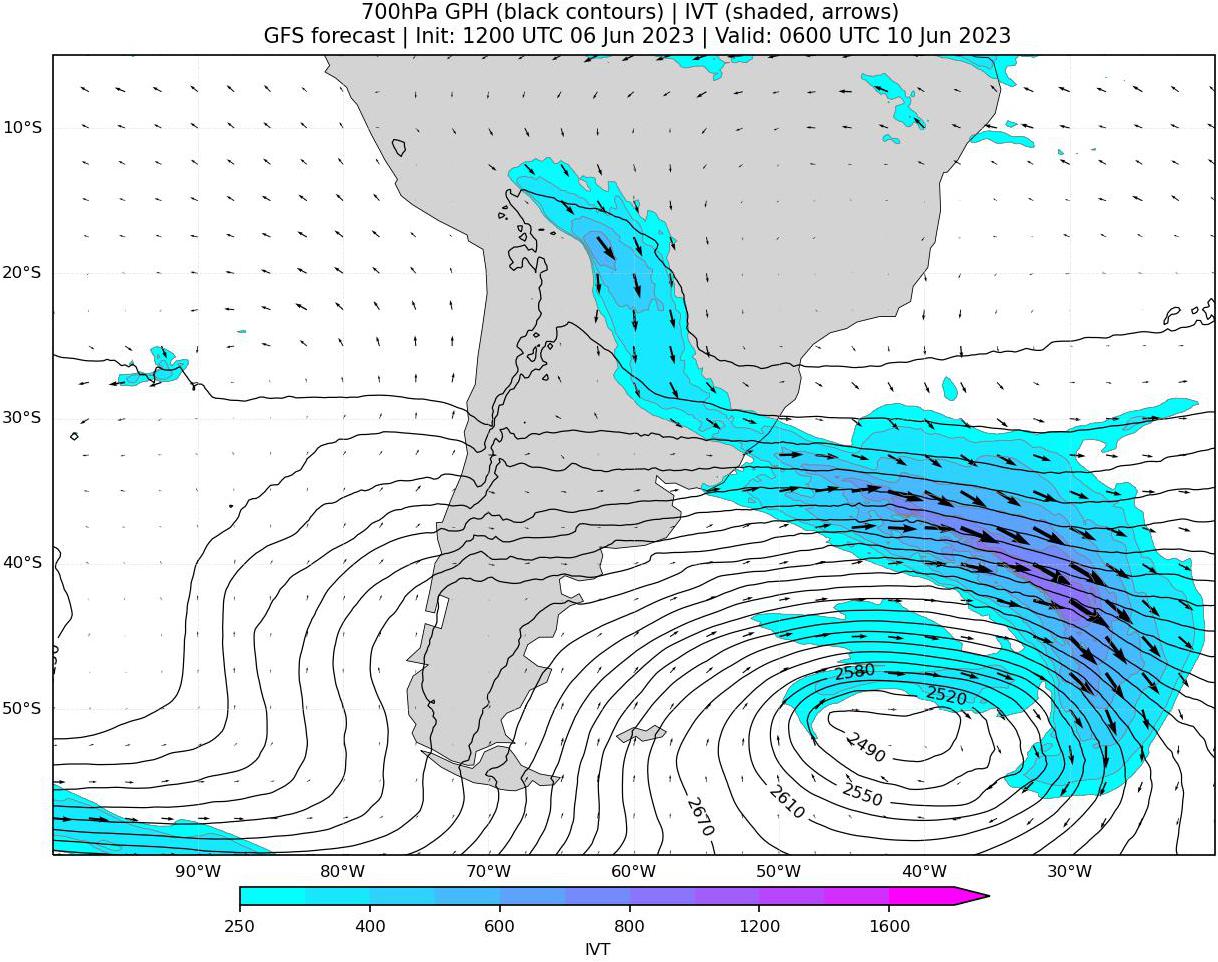 700hPa GPH (black contours) | IVT (shaded, arrows)
GFS forecast | Init: 1200 UTC 06 Jun 2023 | Valid: 0600 UTC 10 Jun 2023
10°S
20°S
30°S
40°S
50°S
2580
2520
2490
2550
2610
2670
90°W
80°W
70°W
60°W
50°W
40°W
30°W
250
400
600
800
1200
1600
IVT